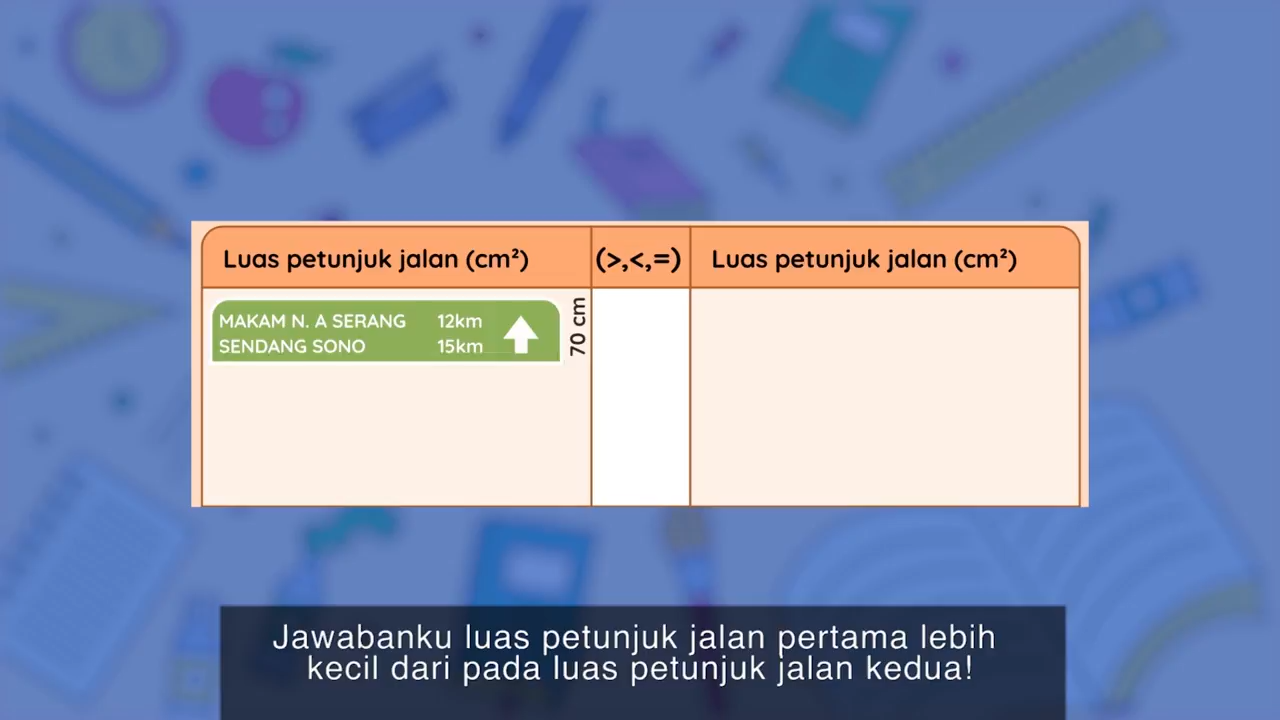 Luas petunjuk jalan (cm²) (>,<,=) Luas petunjuk jalan (cm²)
MAKAM N. A SERANG 12km
SENDANG SONO 15km
70 cm
Jawabanku luas petunjuk jalan pertama lebih
kecil dari pada luas petunjuk jalan kedua!